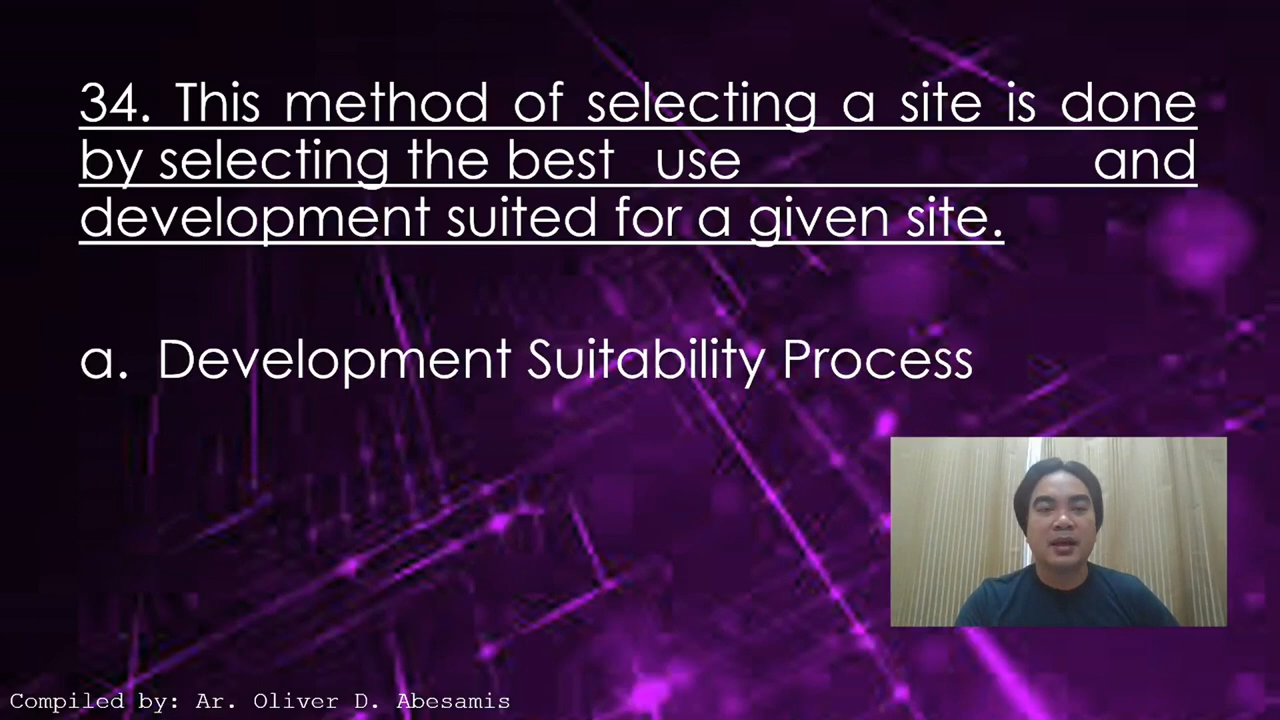 34. This method of selecting a site is done
by selecting the best use and
development suited for a given site.
a. Development Suitability Process
Compiled by: Ar. Oliver D. Abesamis